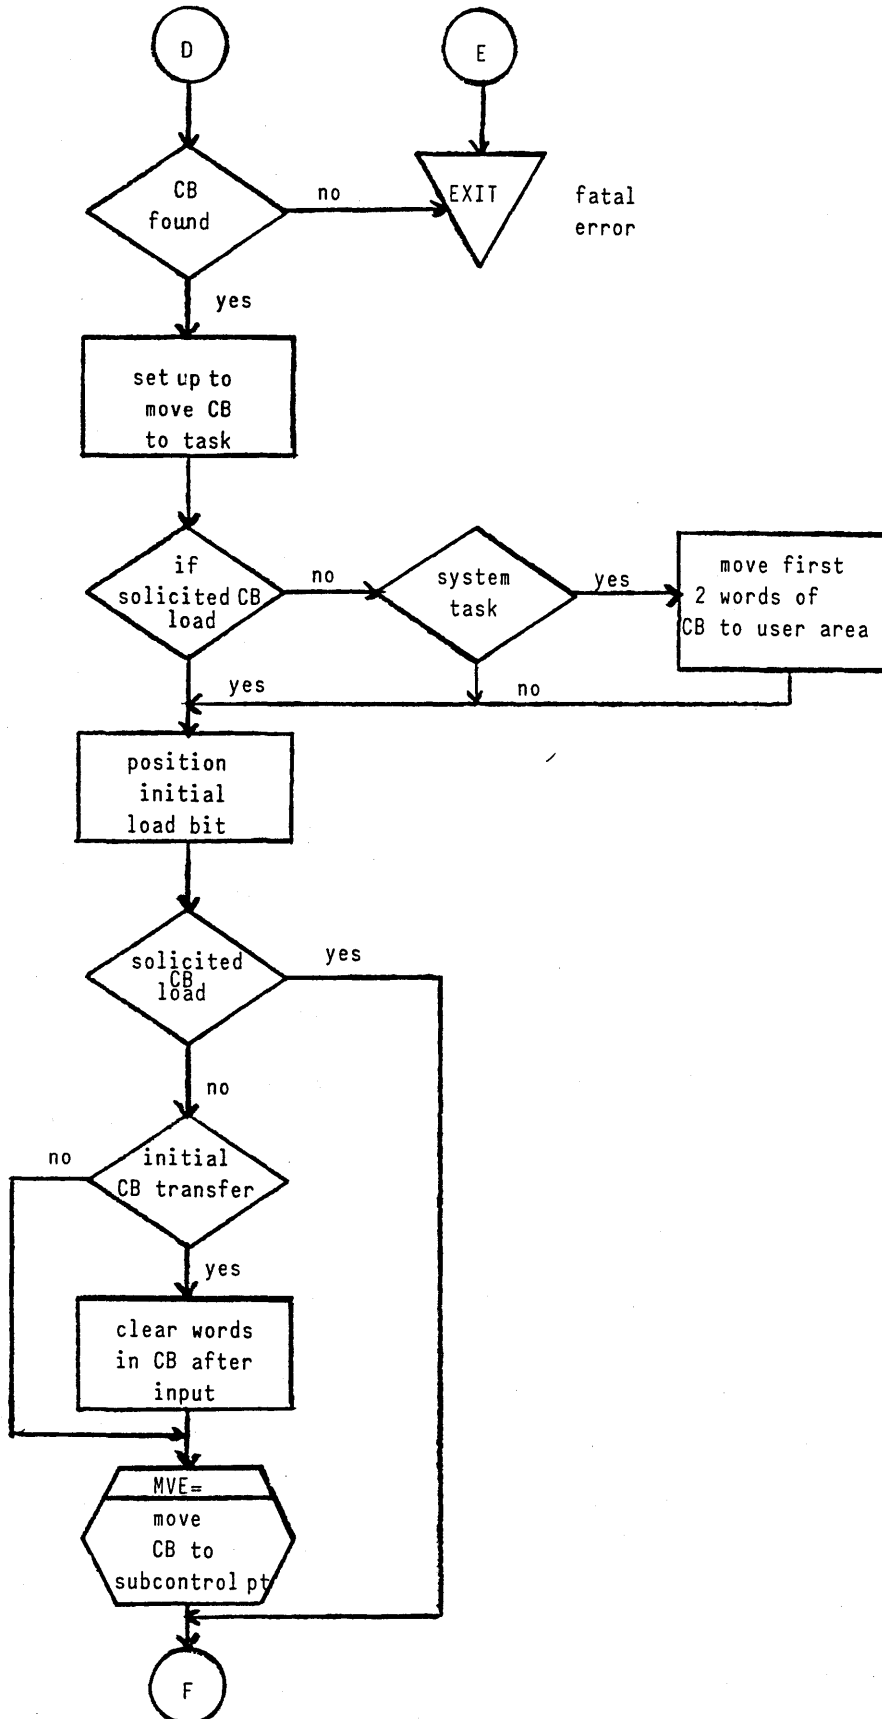 D
E
CB
found
no
EXIT
fatal
error
yes
set up to
move CB
to task
if
solicited CB
load
no
system
task
yes
move first
2 words of
CB to user area
yes
no
position
initial
load bit
solicited
CB
load
yes
no
no
initial
CB transfer
yes
clear words
in CB after
input
MVE=
move
CB to
subcontrol pt
F